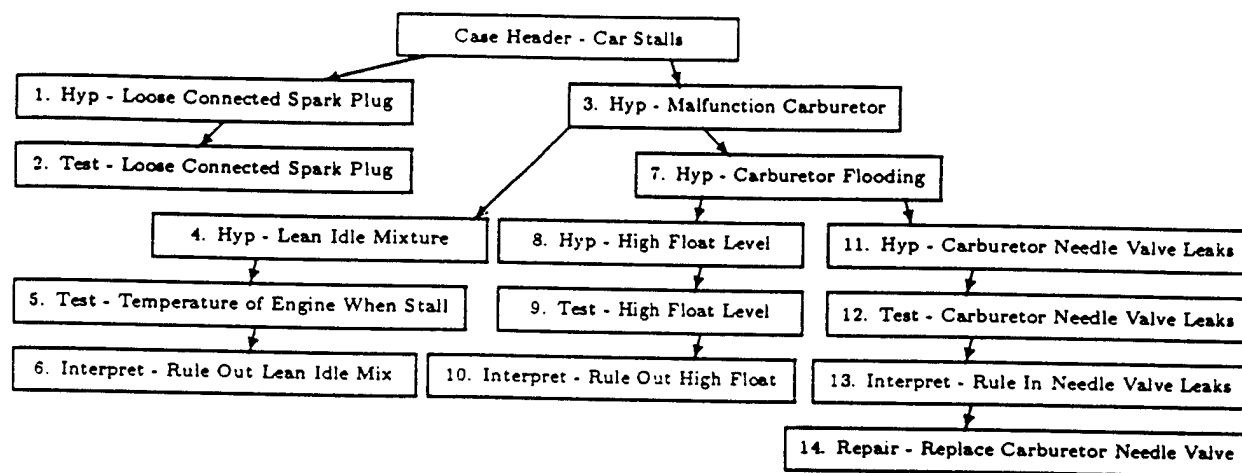 Case Header - Car Stalls
1. Hyp - Loose Connected Spark Plug
3. Hyp - Malfunction Carburetor
2. Test - Loose Connected Spark Plug
7. Hyp - Carburetor Flooding
4. Hyp - Lean Idle Mixture
8. Hyp - High Float Level
11. Hyp - Carburetor Needle Valve Leaks
5. Test - Temperature of Engine When Stall
9. Test - High Float Level
12. Test - Carburetor Needle Valve Leaks
6. Interpret - Rule Out Lean Idle Mix
10. Interpret - Rule Out High Float
13. Interpret - Rule In Needle Valve Leaks
14. Repair - Replace Carburetor Needle Valve